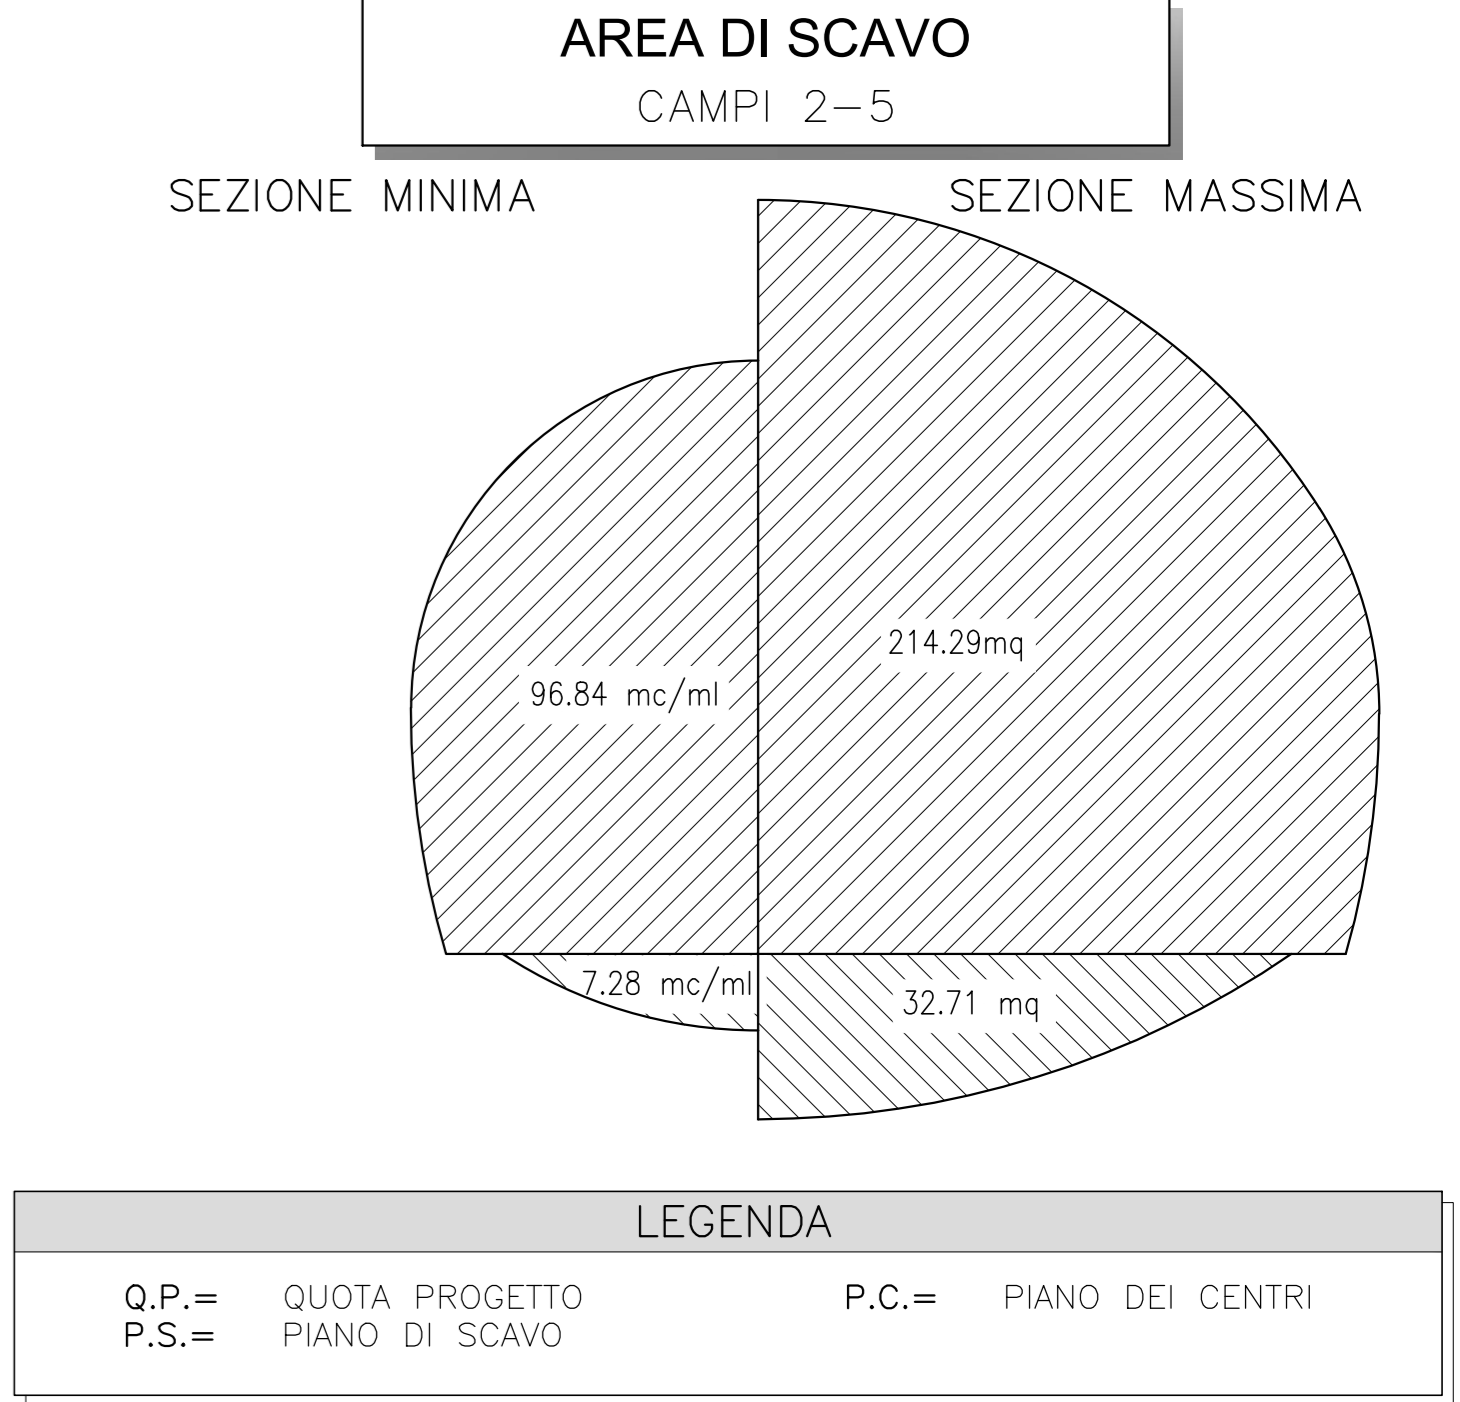 AREA DI SCAVO
CAMPI 2-5
SEZIONE MINIMA
SEZIONE MASSIMA
214.29mq
96.84 mc/ml
7.28 mc/ml
32.71 mq
LEGENDA
Q.P.= QUOTA PROGETTO
P.C.= PIANO DEI CENTRI
P.S.= PIANO DI SCAVO